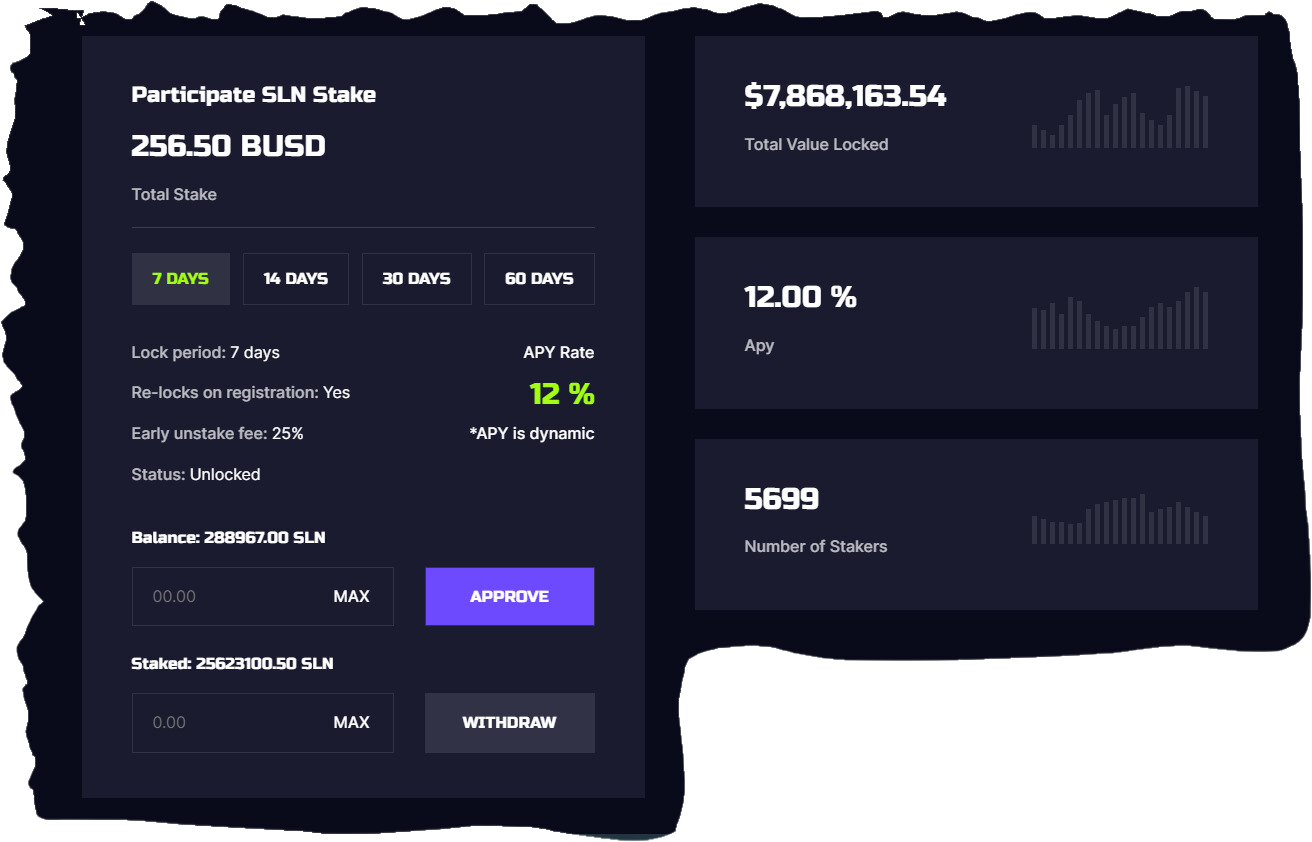 Participate SLN Stake
256.50 BUSD
Total Stake
7 DAYS 14 DAYS 30 DAYS 60 DAYS
Lock period: 7 days
APY Rate
Re-locks on registration: Yes
12 %
Early unstake fee: 25%
*APY is dynamic
Status: Unlocked
Balance: 288967.00 SLN
00.00 MAX APPROVE
Staked: 25623100.50 SLN
0.00 MAX WITHDRAW
$7,868,163.54
Total Value Locked
12.00 %
Apy
5699
Number of Stakers